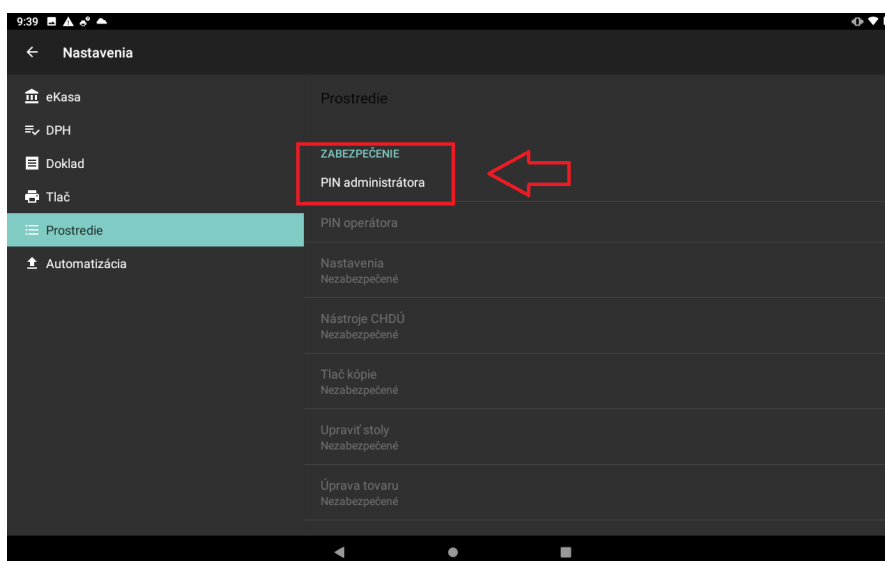 9:39
Nastavenia
eKasa
DPH
Doklad
Tlač
Prostredie
Automatizácia
Prostredie
ZABEZPEČENIE
PIN administrátora
PIN operátora
Nastavenia
Nezabezpečené
Nástroje CHDÚ
Nezabezpečené
Tlač kópie
Nezabezpečené
Upraviť stoly
Nezabezpečené
Úprava tovaru
Nezabezpečené